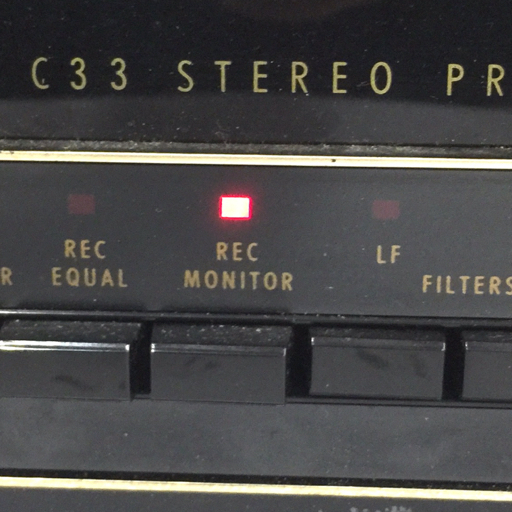 C33 STEREO PR
REC EQUAL
REC MONITOR
LF
FILTERS